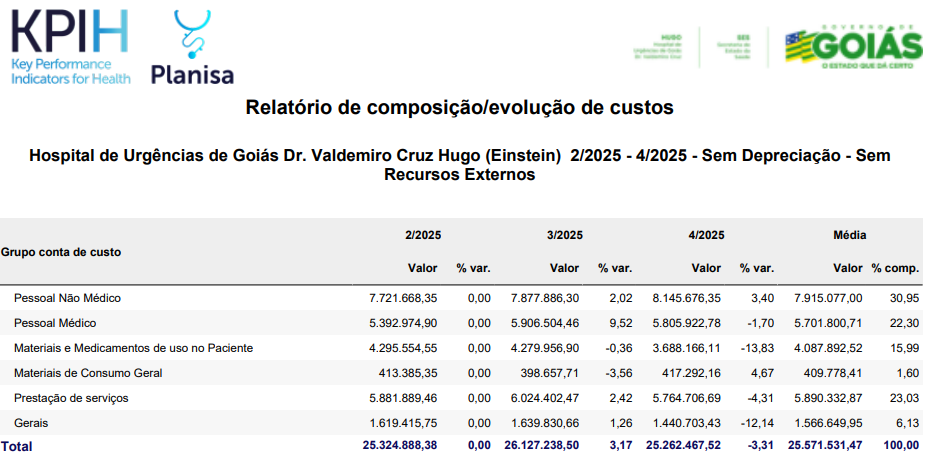 KPIH
Key Performance
Indicators for Health
Planisa
HUGO
Hospital de
Urgências de Goiás
Dr. Valdemiro Cruz
SES
Secretaria de
Estado da
Saúde
GOVERNO DE
GOIÁS
O ESTADO QUE DÁ CERTO
Relatório de composição/evolução de custos
Hospital de Urgências de Goiás Dr. Valdemiro Cruz Hugo (Einstein) 2/2025 - 4/2025 - Sem Depreciação - Sem
Recursos Externos
Grupo conta de custo 2/2025 3/2025 4/2025 Média
Valor % var. Valor % var. Valor % var. Valor % comp.
Pessoal Não Médico 7.721.668,35 0,00 7.877.886,30 2,02 8.145.676,35 3,40 7.915.077,00 30,95
Pessoal Médico 5.392.974,90 0,00 5.906.504,46 9,52 5.805.922,78 -1,70 5.701.800,71 22,30
Materiais e Medicamentos de uso no Paciente 4.295.554,55 0,00 4.279.956,90 -0,36 3.688.166,11 -13,83 4.087.892,52 15,99
Materiais de Consumo Geral 413.385,35 0,00 398.657,71 -3,56 417.292,16 4,67 409.778,41 1,60
Prestação de serviços 5.881.889,46 0,00 6.024.402,47 2,42 5.764.706,69 -4,31 5.890.332,87 23,03
Gerais 1.619.415,75 0,00 1.639.830,66 1,26 1.440.703,43 -12,14 1.566.649,95 6,13
Total 25.324.888,38 0,00 26.127.238,50 3,17 25.262.467,52 -3,31 25.571.531,47 100,00